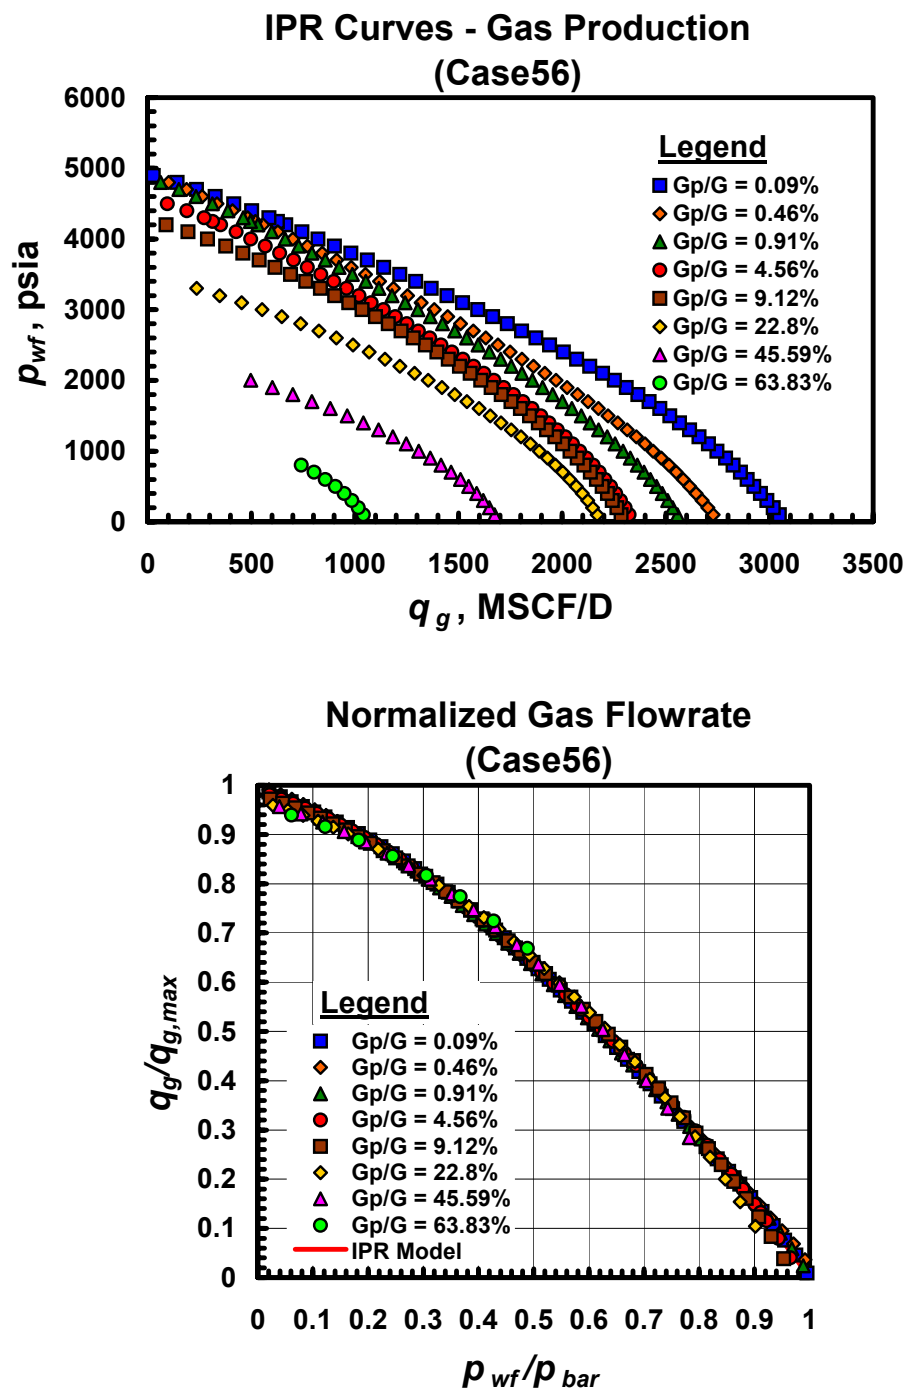 IPR Curves - Gas Production
(Case56)
6000
5000
4000
3000
2000
1000
0
p wf , psia
Legend
Gp/G = 0.09%
Gp/G = 0.46%
Gp/G = 0.91%
Gp/G = 4.56%
Gp/G = 9.12%
Gp/G = 22.8%
Gp/G = 45.59%
Gp/G = 63.83%
0 500 1000 1500 2000 2500 3000 3500
q g , MSCF/D
Normalized Gas Flowrate
(Case56)
1
0.9
0.8
0.7
0.6
0.5
0.4
0.3
0.2
0.1
0
q g /q g,max
Legend
Gp/G = 0.09%
Gp/G = 0.46%
Gp/G = 0.91%
Gp/G = 4.56%
Gp/G = 9.12%
Gp/G = 22.8%
Gp/G = 45.59%
Gp/G = 63.83%
IPR Model
0 0.1 0.2 0.3 0.4 0.5 0.6 0.7 0.8 0.9 1
p wf /p bar